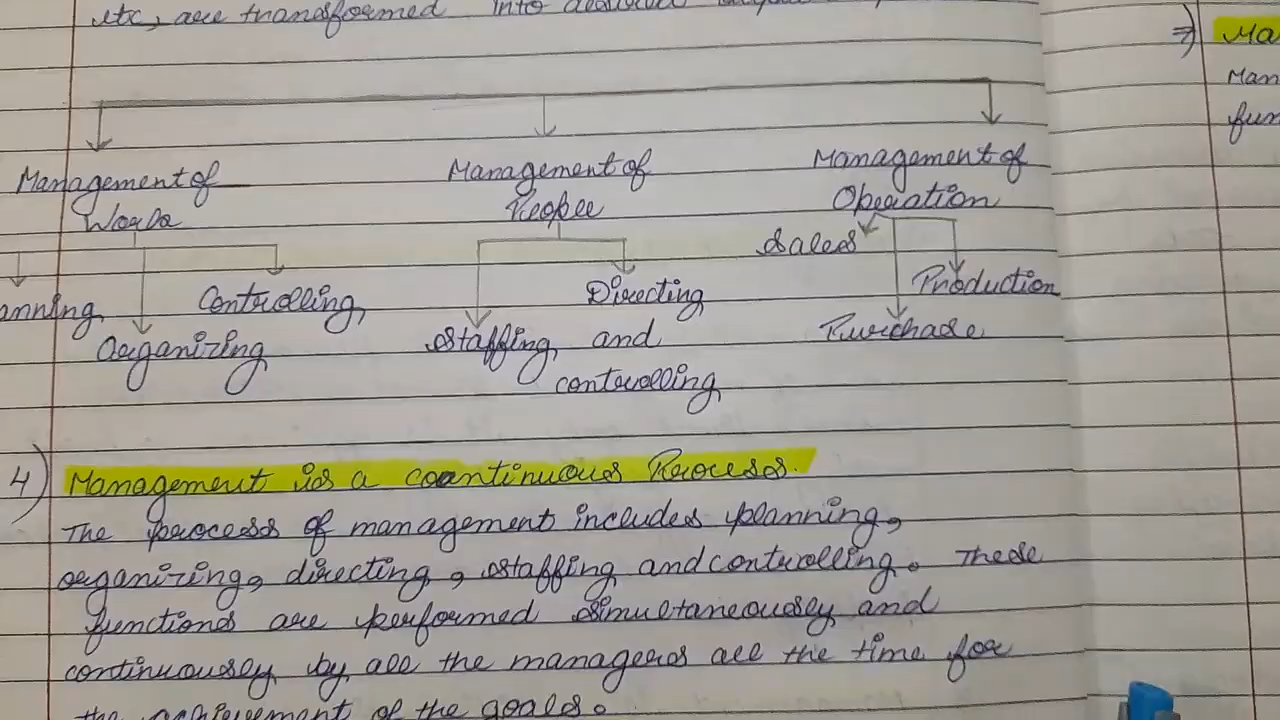 etc, are transformed into
Management of Works
Management of People
Management of Operation
Sales
Production
Purchase
anning
Controlling
Organizing
Directing
Staffing and
controlling
4) Management is a continuous Process.
The process of management includes planning,
organizing, directing, staffing and controlling. These
functions are performed simultaneously and
continuously by all the managers all the time for
the achievement of the goals.
⇒ Ma
Man
fun